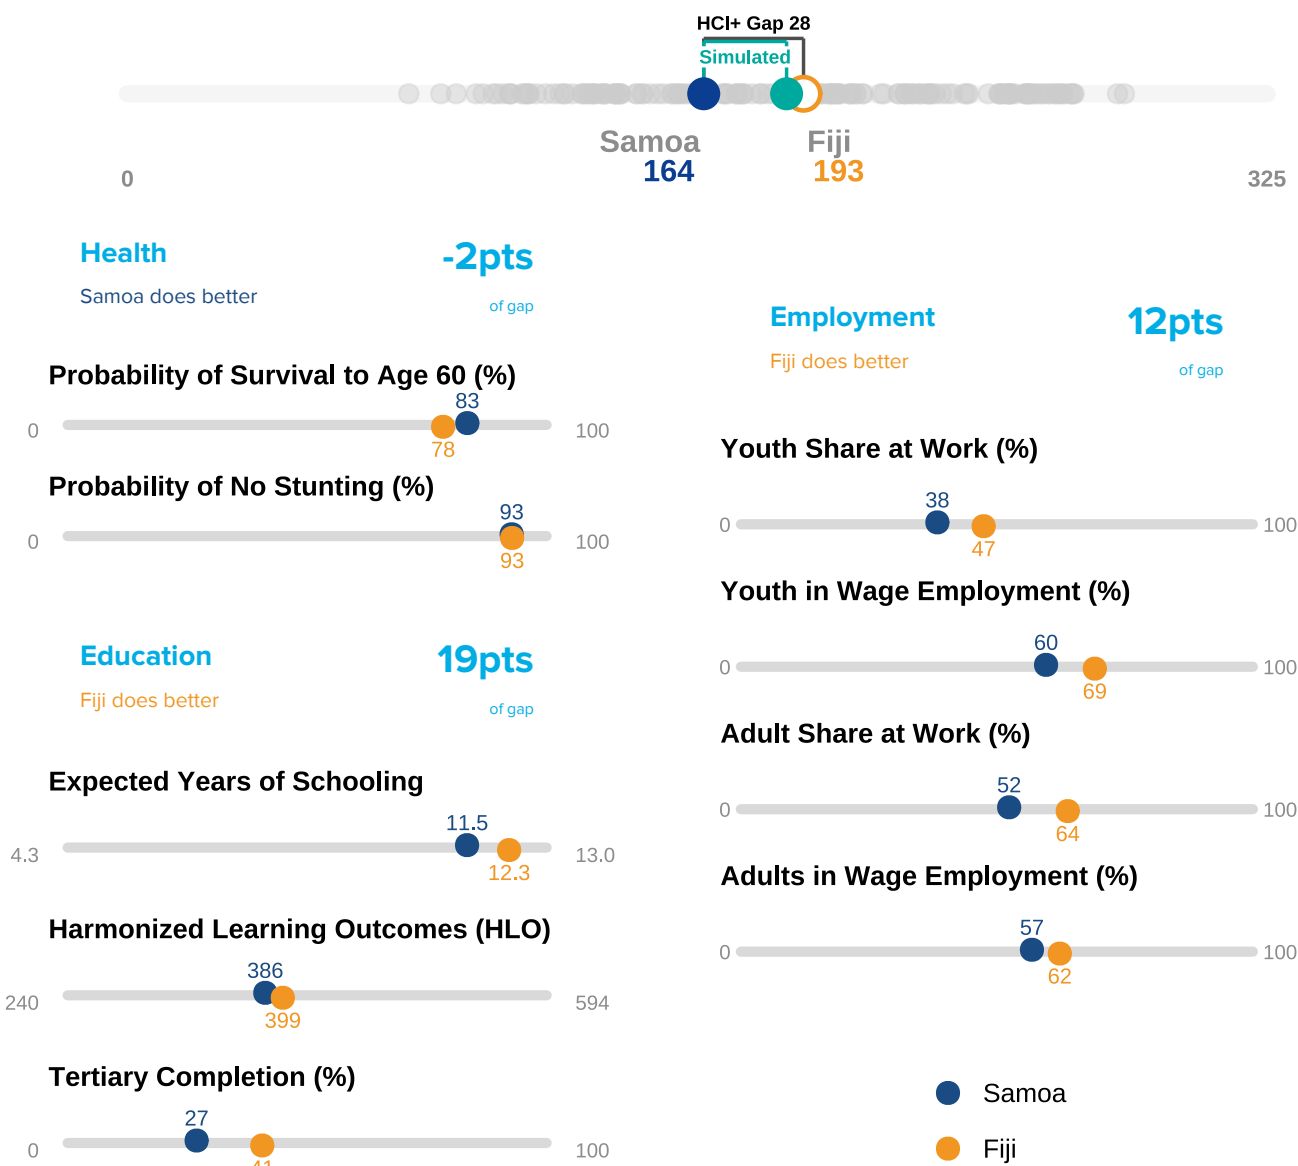 HCI+ Gap 28
Simulated
Samoa
164
Fiji
193
0
325
Health
-2pts
Samoa does better
of gap
Probability of Survival to Age 60 (%)
83
0
100
78
Probability of No Stunting (%)
93
0
100
93
Education
19pts
Fiji does better
of gap
Expected Years of Schooling
11.5
4.3
13.0
12.3
Harmonized Learning Outcomes (HLO)
386
240
594
399
Tertiary Completion (%)
27
0
100
41
Employment
12pts
Fiji does better
of gap
Youth Share at Work (%)
38
0
100
47
Youth in Wage Employment (%)
60
0
100
69
Adult Share at Work (%)
52
0
100
64
Adults in Wage Employment (%)
57
0
100
62
Samoa
Fiji